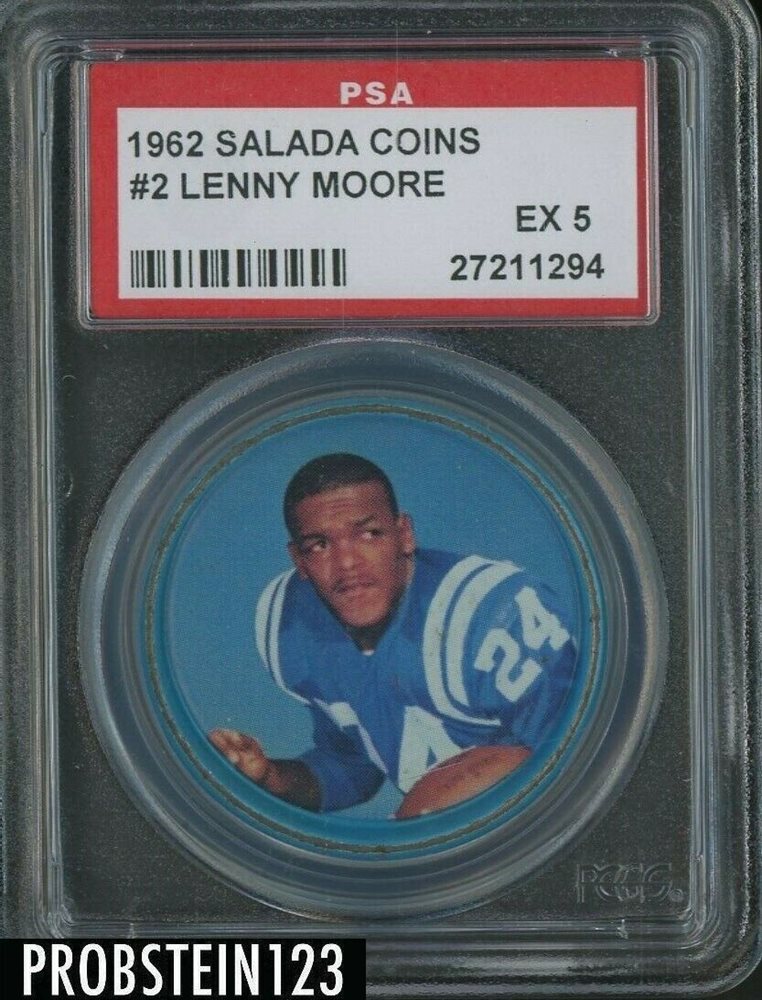 PSA
1962 SALADA COINS
#2 LENNY MOORE
EX 5
27211294
24
PCGS
PROBSTEIN123